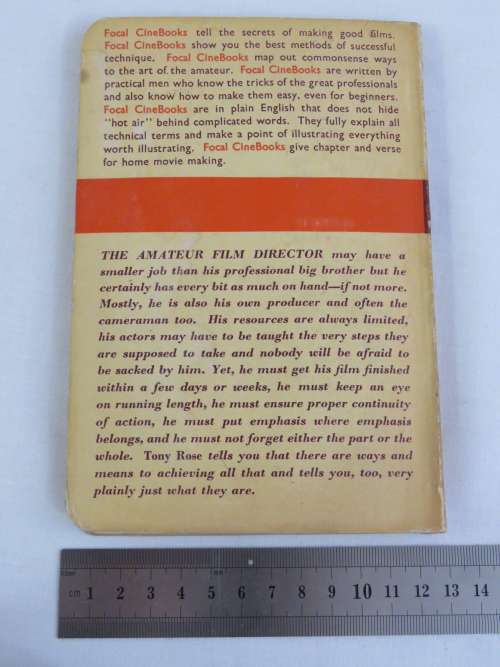 Focal CineBooks tell the secrets of making good films.
Focal CineBooks show you the best methods of successful
technique. Focal CineBooks map out commonsense ways
to the art of the amateur. Focal CineBooks are written by
practical men who know the tricks of the great professionals
and also know how to make them easy, even for beginners.
Focal CineBooks are in plain English that does not hide
"hot air" behind complicated words. They fully explain all
technical terms and make a point of illustrating everything
worth illustrating. Focal CineBooks give chapter and verse
for home movie making.
THE AMATEUR FILM DIRECTOR may have a
smaller job than his professional big brother but he
certainly has every bit as much on hand—if not more.
Mostly, he is also his own producer and often the
cameraman too. His resources are always limited,
his actors may have to be taught the very steps they
are supposed to take and nobody will be afraid to
be sacked by him. Yet, he must get his film finished
within a few days or weeks, he must keep an eye
on running length, he must ensure proper continuity
of action, he must put emphasis where emphasis
belongs, and he must not forget either the part or the
whole. Tony Rose tells you that there are ways and
means to achieving all that and tells you, too, very
plainly just what they are.
cm 1 2 3 4 5 6 7 8 9 10 11 12 13 14